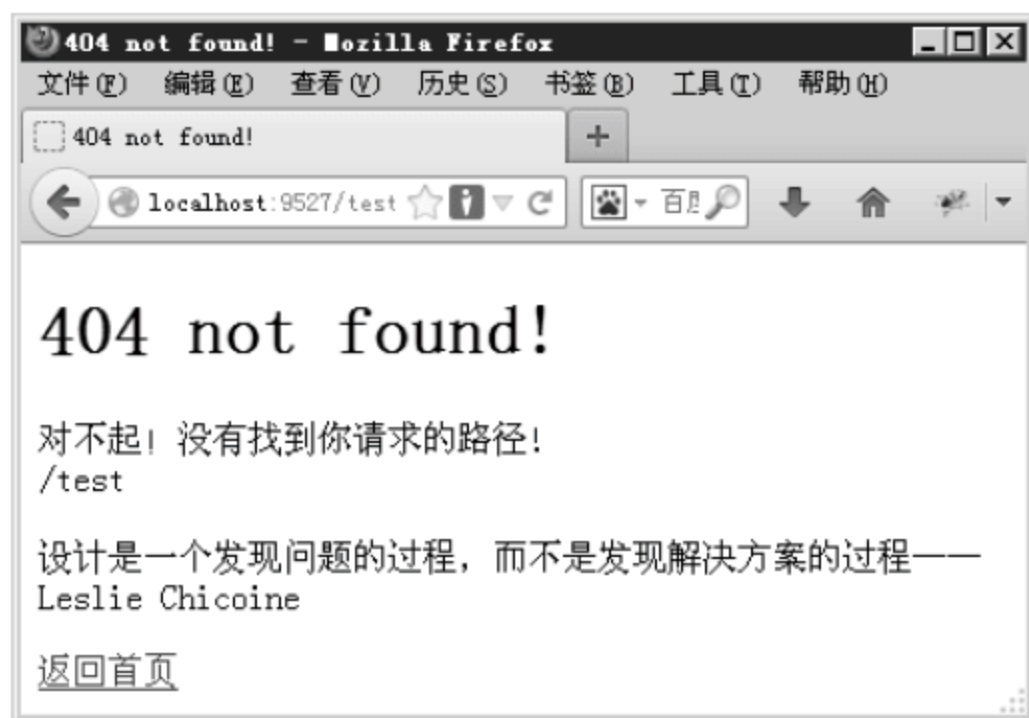 404 not found! - Mozilla Firefox
文件(F) 编辑(E) 查看(V) 历史(S) 书签(B) 工具(T) 帮助(H)
404 not found!
localhost:9527/test
404 not found!
对不起！没有找到你请求的路径！
/test
设计是一个发现问题的过程，而不是发现解决方案的过程——
Leslie Chicoine
返回首页